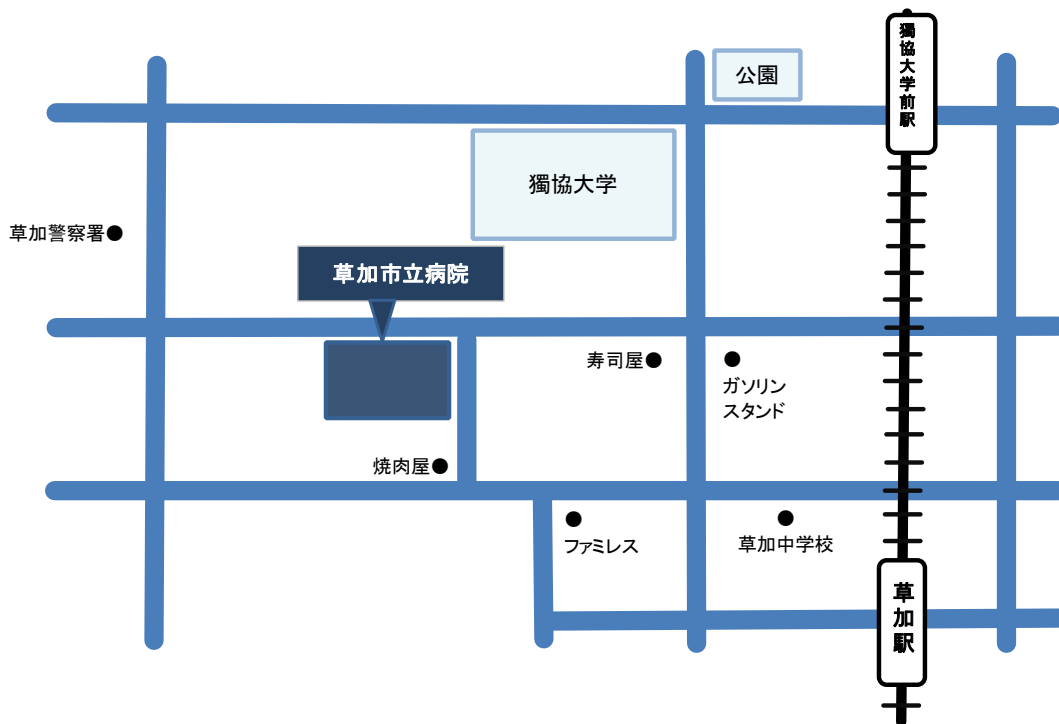 獨協大学前駅
公園
獨協大学
草加警察署●
草加市立病院
寿司屋●
●
ガソリン
スタンド
焼肉屋●
●
ファミレス
●
草加中学校
草加駅